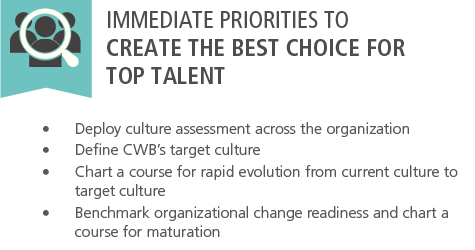 IMMEDIATE PRIORITIES TO
CREATE THE BEST CHOICE FOR
TOP TALENT
• Deploy culture assessment across the organization
• Define CWB’s target culture
• Chart a course for rapid evolution from current culture to
target culture
• Benchmark organizational change readiness and chart a
course for maturation